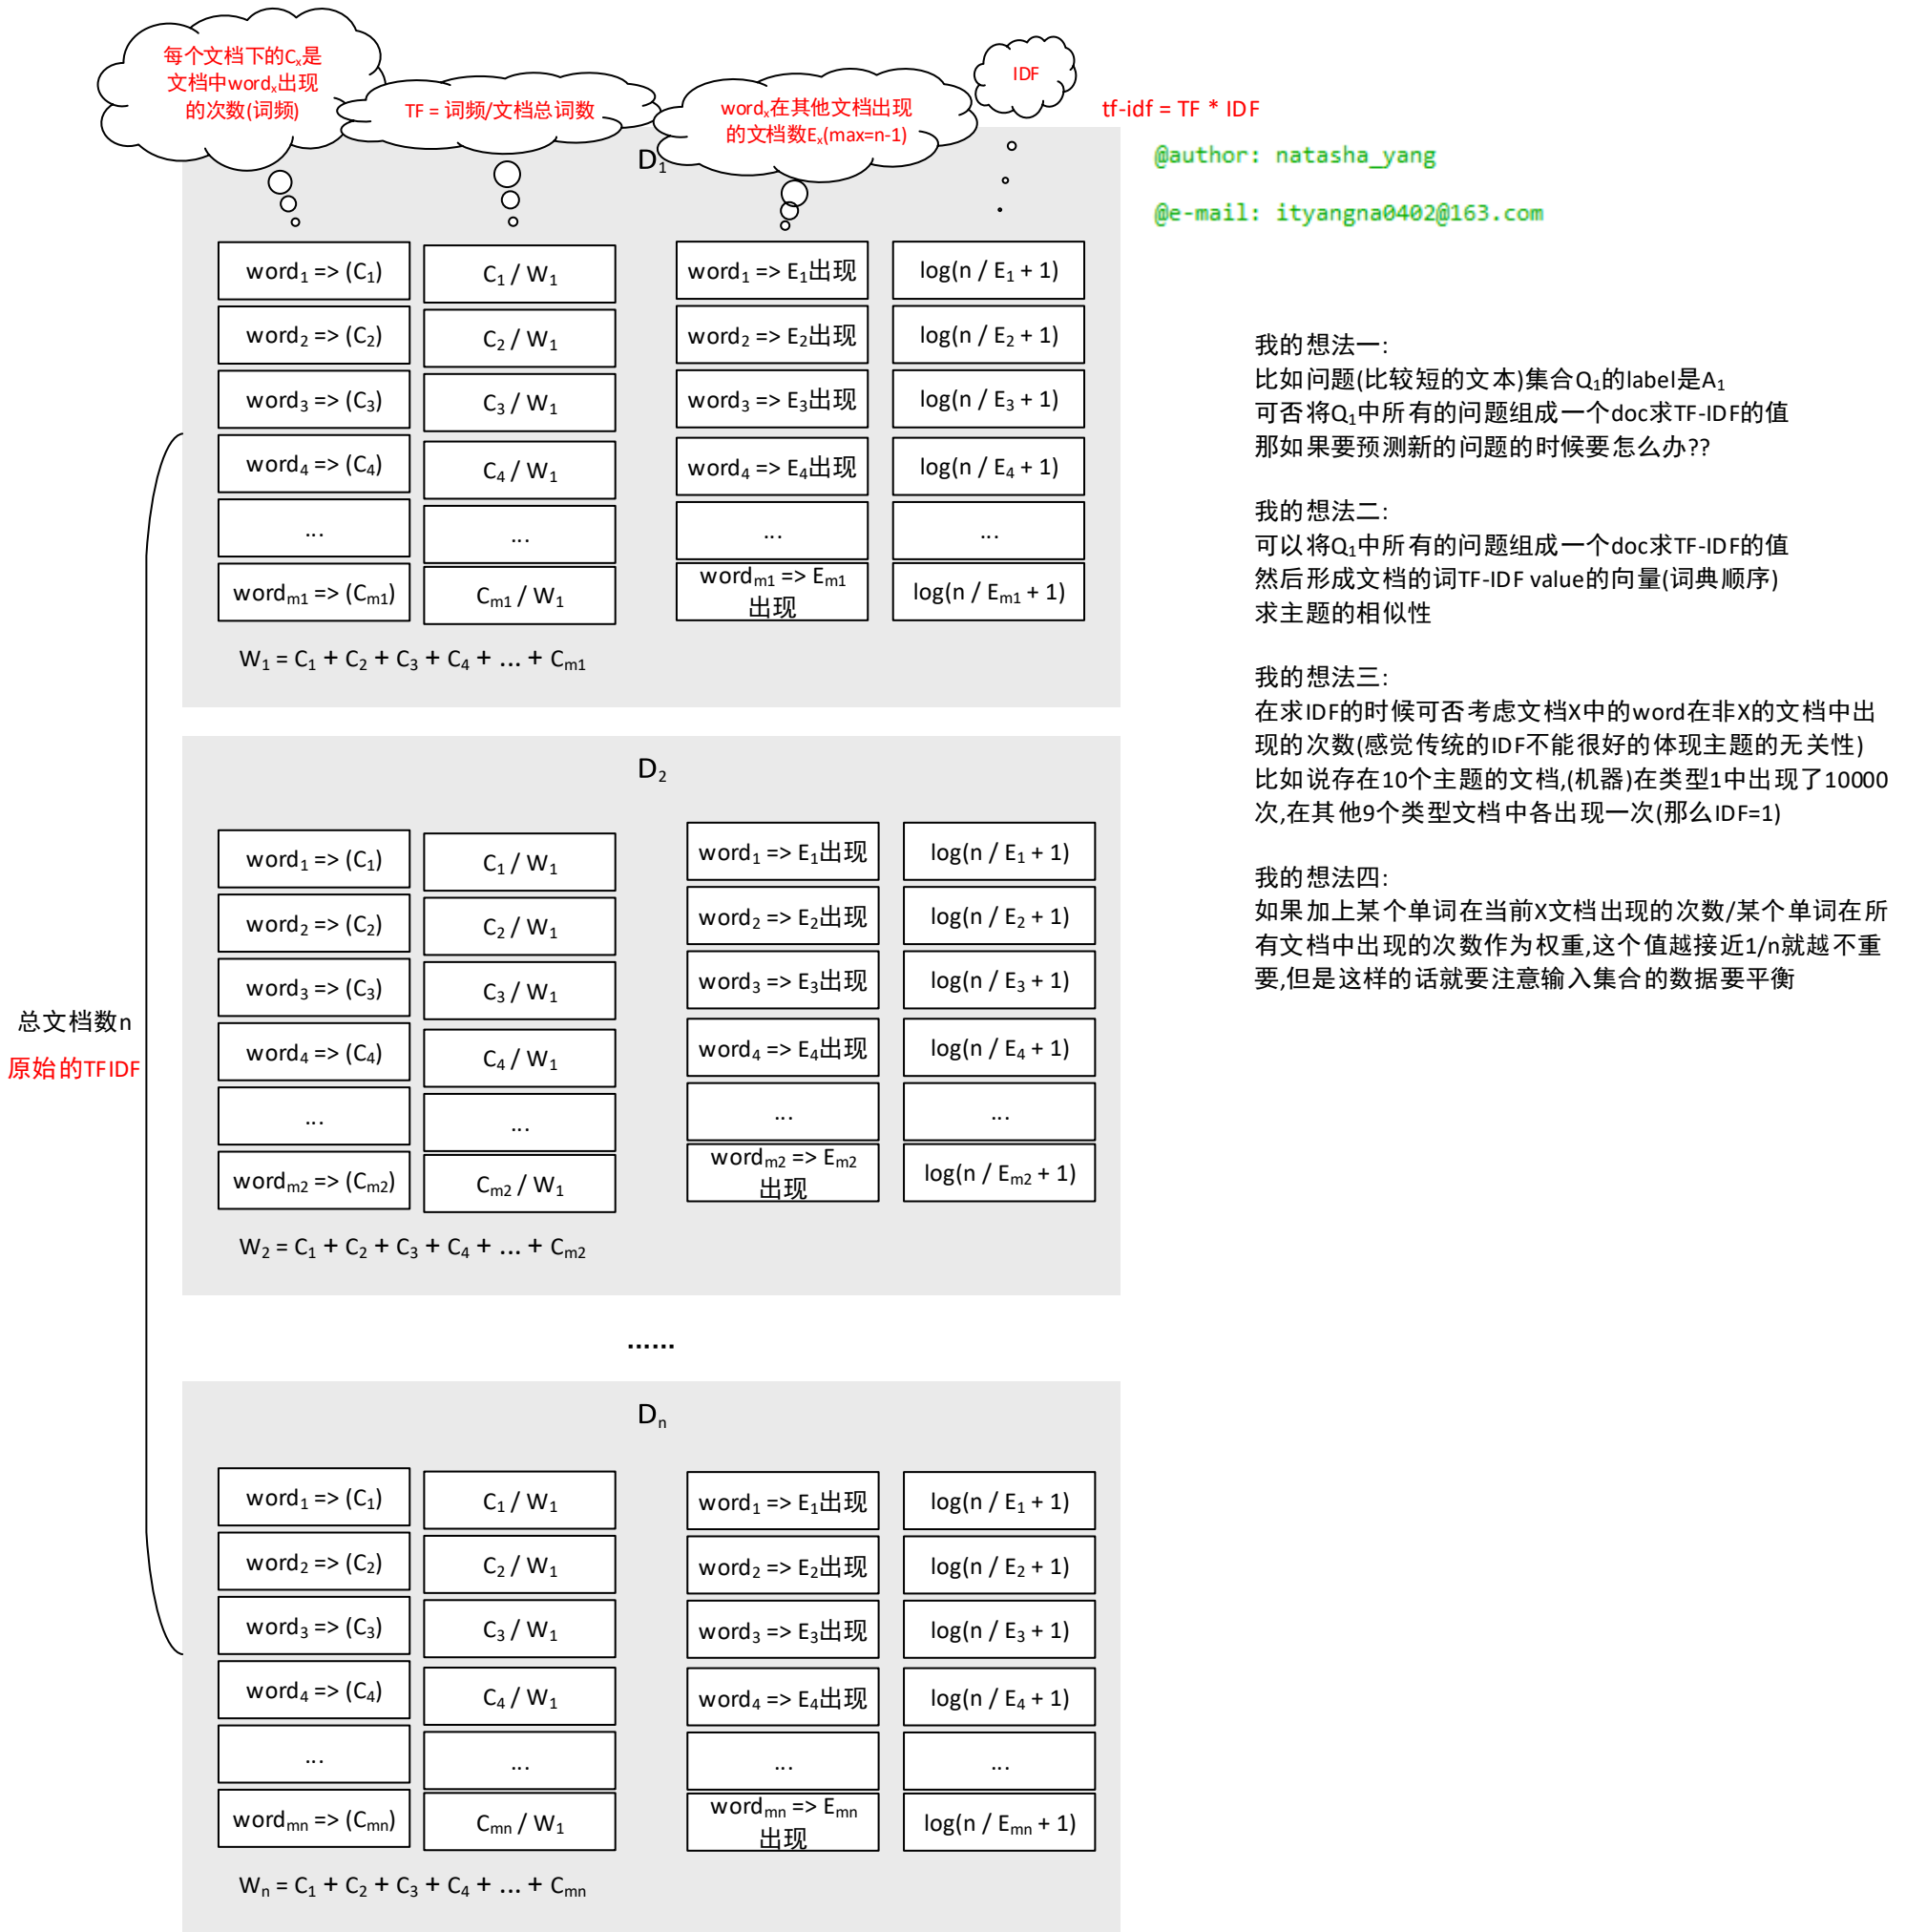 每个文档下的Cₓ是
文档中wordₓ出现
的次数(词频)
TF = 词频/文档总词数
wordₓ在其他文档出现
的文档数Eₓ(max=n-1)
IDF
tf-idf = TF * IDF
@author: natasha_yang
@e-mail: ityangna0402@163.com
D₁
word₁ => (C₁)
C₁ / W₁
word₁ => E₁出现
log(n / E₁ + 1)
word₂ => (C₂)
C₂ / W₁
word₂ => E₂出现
log(n / E₂ + 1)
word₃ => (C₃)
C₃ / W₁
word₃ => E₃出现
log(n / E₃ + 1)
word₄ => (C₄)
C₄ / W₁
word₄ => E₄出现
log(n / E₄ + 1)
...
...
...
...
word_m1 => (C_m1)
C_m1 / W₁
word_m1 => E_m1
出现
log(n / E_m1 + 1)
W₁ = C₁ + C₂ + C₃ + C₄ + ... + C_m1
D₂
word₁ => (C₁)
C₁ / W₁
word₁ => E₁出现
log(n / E₁ + 1)
word₂ => (C₂)
C₂ / W₁
word₂ => E₂出现
log(n / E₂ + 1)
word₃ => (C₃)
C₃ / W₁
word₃ => E₃出现
log(n / E₃ + 1)
word₄ => (C₄)
C₄ / W₁
word₄ => E₄出现
log(n / E₄ + 1)
...
...
...
...
word_m2 => (C_m2)
C_m2 / W₁
word_m2 => E_m2
出现
log(n / E_m2 + 1)
W₂ = C₁ + C₂ + C₃ + C₄ + ... + C_m2
......
D_n
word₁ => (C₁)
C₁ / W₁
word₁ => E₁出现
log(n / E₁ + 1)
word₂ => (C₂)
C₂ / W₁
word₂ => E₂出现
log(n / E₂ + 1)
word₃ => (C₃)
C₃ / W₁
word₃ => E₃出现
log(n / E₃ + 1)
word₄ => (C₄)
C₄ / W₁
word₄ => E₄出现
log(n / E₄ + 1)
...
...
...
...
word_mn => (C_mn)
C_mn / W₁
word_mn => E_mn
出现
log(n / E_mn + 1)
W_n = C₁ + C₂ + C₃ + C₄ + ... + C_mn
总文档数n
原始的TFIDF
我的想法一:
比如问题(比较短的文本)集合Q₁的label是A₁
可否将Q₁中所有的问题组成一个doc求TF-IDF的值
那如果要预测新的问题的时候要怎么办??
我的想法二:
可以将Q₁中所有的问题组成一个doc求TF-IDF的值
然后形成文档的词TF-IDF value的向量(词典顺序)
求主题的相似性
我的想法三:
在求IDF的时候可否考虑文档X中的word在非X的文档中出
现的次数(感觉传统的IDF不能很好的体现主题的无关性)
比如说存在10个主题的文档,(机器)在类型1中出现了10000
次,在其他9个类型文档中各出现一次(那么IDF=1)
我的想法四:
如果加上某个单词在当前X文档出现的次数/某个单词在所
有文档中出现的次数作为权重,这个值越接近1/n就越不重
要,但是这样的话就要注意输入集合的数据要平衡